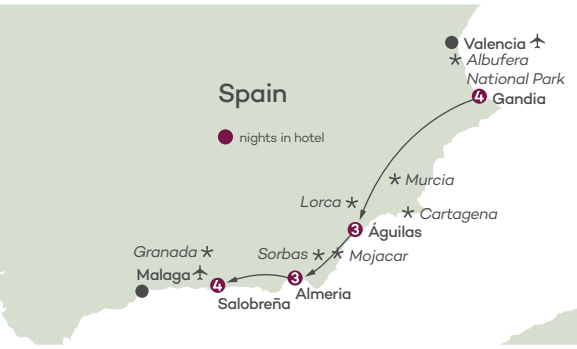 Valencia
Albufera
National Park
4 Gandia
Spain
nights in hotel
Murcia
Lorca
Cartagena
3 Águilas
Granada
Sorbas
Mojacar
Malaga
4
3
Almeria
Salobreña